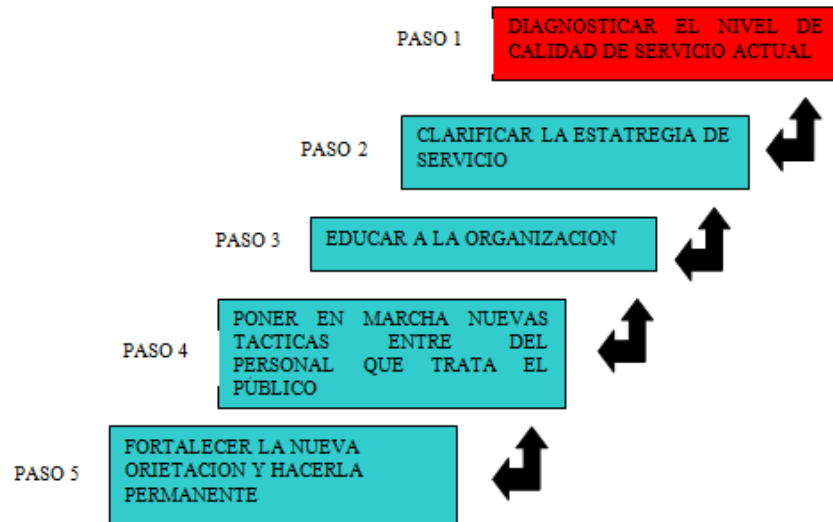 PASO 1
DIAGNOSTICAR EL NIVEL DE
CALIDAD DE SERVICIO ACTUAL
PASO 2
CLARIFICAR LA ESTATREGIA DE
SERVICIO
PASO 3
EDUCAR A LA ORGANIZACION
PASO 4
PONER EN MARCHA NUEVAS
TACTICAS ENTRE DEL
PERSONAL QUE TRATA EL
PÚBLICO
PASO 5
FORTALECER LA NUEVA
ORIETACION Y HACERLA
PERMANENTE